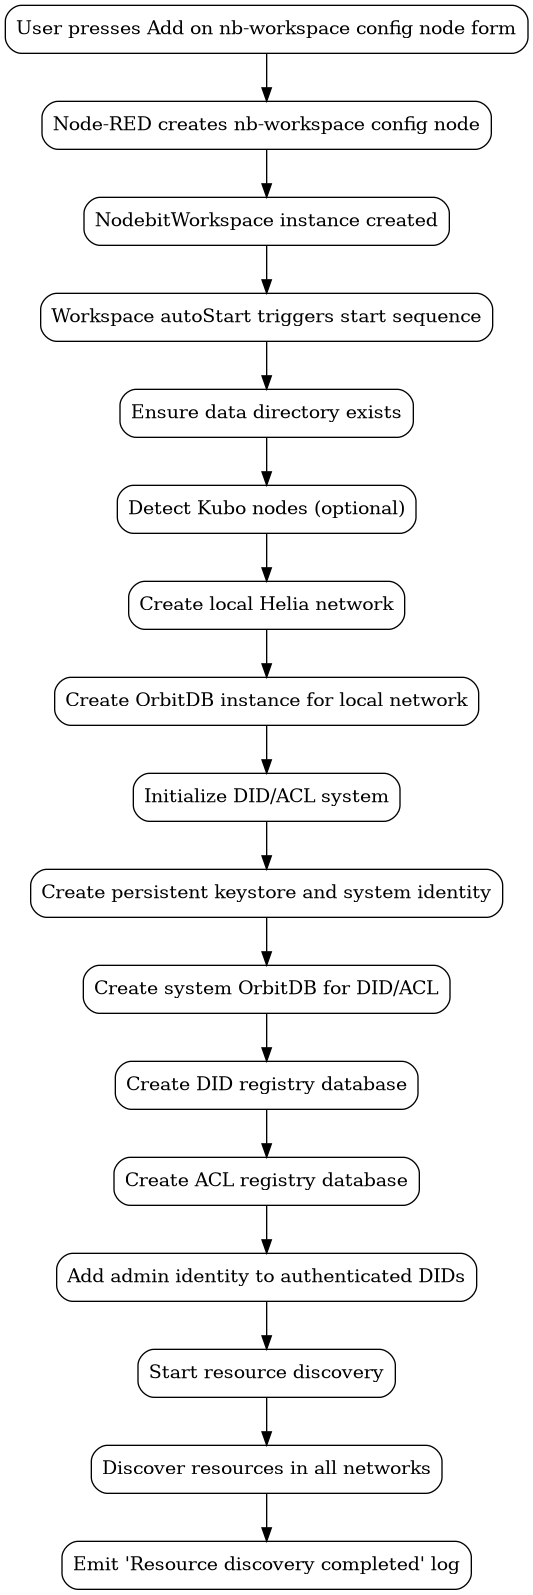 User presses Add on nb-workspace config node form
Node-RED creates nb-workspace config node
NodebitWorkspace instance created
Workspace autoStart triggers start sequence
Ensure data directory exists
Detect Kubo nodes (optional)
Create local Helia network
Create OrbitDB instance for local network
Initialize DID/ACL system
Create persistent keystore and system identity
Create system OrbitDB for DID/ACL
Create DID registry database
Create ACL registry database
Add admin identity to authenticated DIDs
Start resource discovery
Discover resources in all networks
Emit 'Resource discovery completed' log